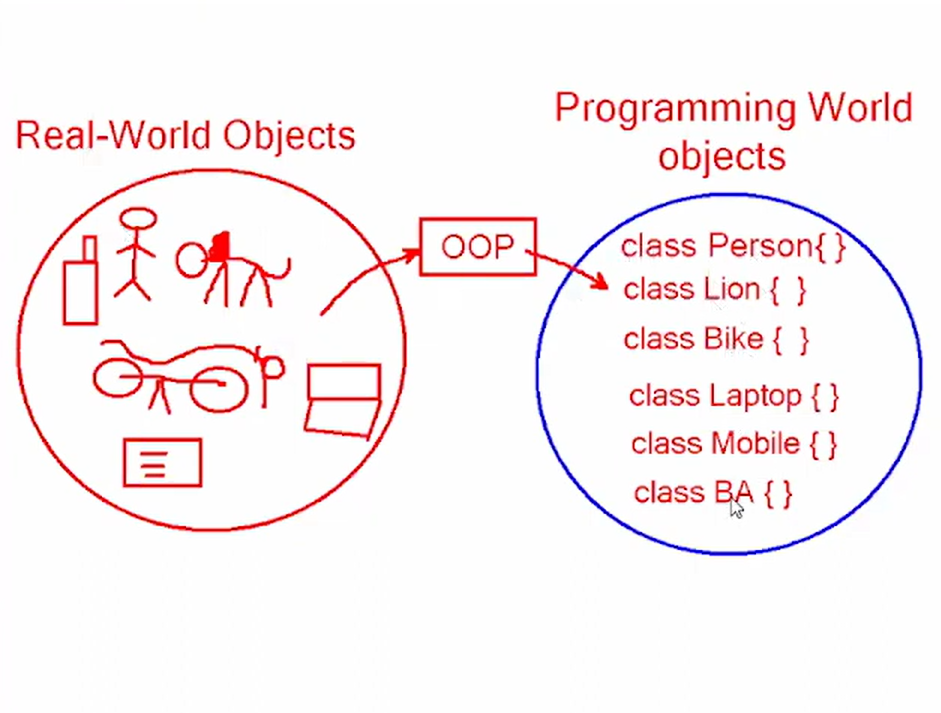 Real-World Objects
Programming World
objects
OOP
class Person{ }
class Lion { }
class Bike { }
class Laptop { }
class Mobile { }
class BA { }